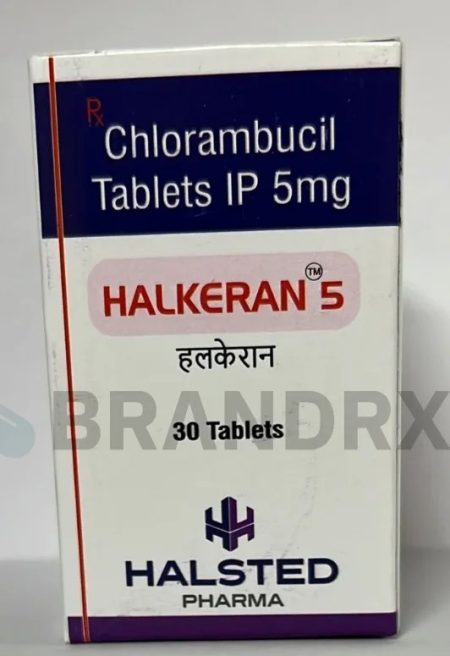 Rx
Chlorambucil
Tablets IP 5mg
HALKERAN™ 5
हलकेरान
BRANDRX
30 Tablets
HALSTED
PHARMA